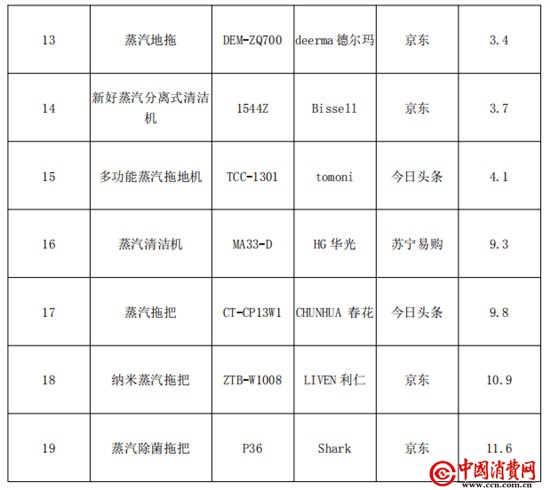 13 蒸汽地拖 DEM-ZQ700 deerma 德尔玛 京东 3.4
14 新好蒸汽分离式清洁机 1544Z Bissell 京东 3.7
15 多功能蒸汽拖地机 TCC-1301 tomoni 今日头条 4.1
16 蒸汽清洁机 MA33-D HG 华光 苏宁易购 9.3
17 蒸汽拖把 CT-CP13W1 CHUNHUA 春花 今日头条 9.8
18 纳米蒸汽拖把 ZTB-W1008 LIVEN 利仁 京东 10.9
19 蒸汽除菌拖把 P36 Shark 京东 11.6
中国消费网
www.ccn.com.cn